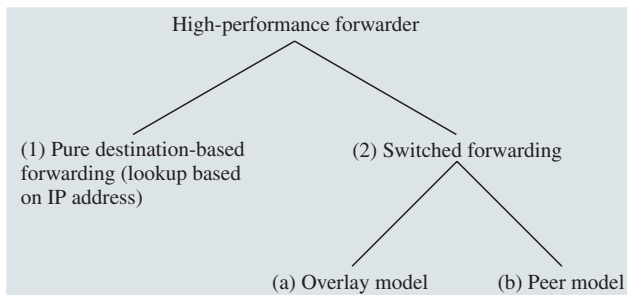 High-performance forwarder
(1) Pure destination-based
forwarding (lookup based
on IP address)
(2) Switched forwarding
(a) Overlay model
(b) Peer model